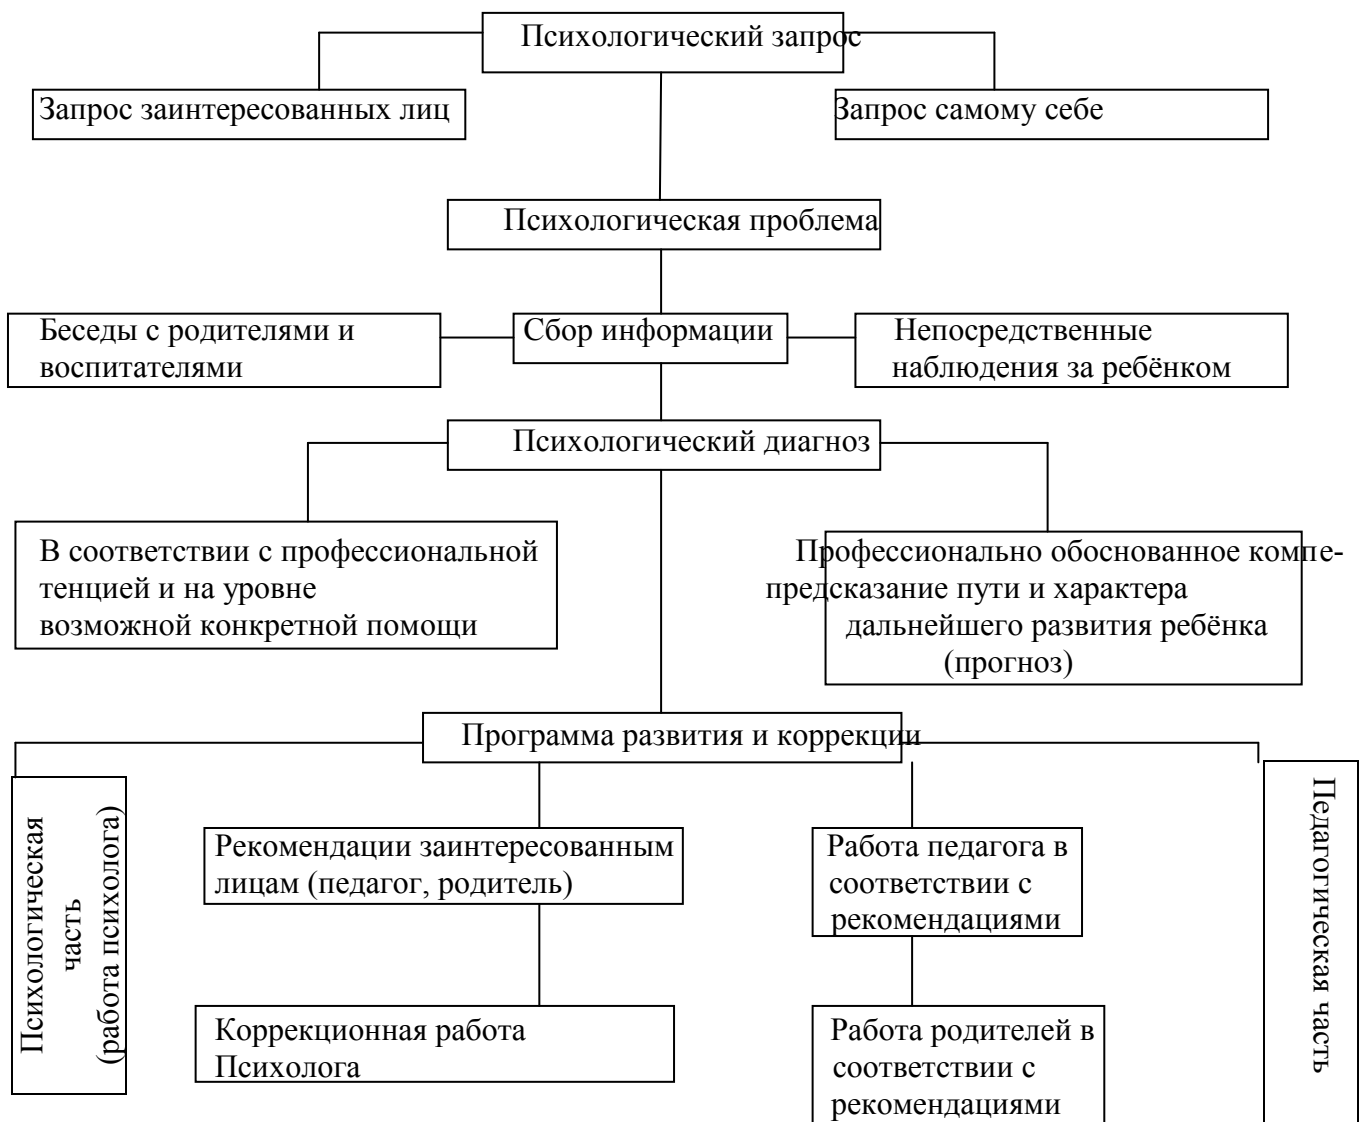 Психологический запрос
Запрос заинтересованных лиц
Запрос самому себе
Психологическая проблема
Беседы с родителями и
воспитателями
Сбор информации
Непосредственные
наблюдения за ребёнком
Психологический диагноз
В соответствии с профессиональной
тенцией и на уровне
возможной конкретной помощи
Профессионально обоснованное компе-
предсказание пути и характера
дальнейшего развития ребёнка
(прогноз)
Программа развития и коррекции
Психологическая
часть
(работа психолога)
Рекомендации заинтересованным
лицам (педагог, родитель)
Работа педагога в
соответствии с
рекомендациями
Педагогическая часть
Коррекционная работа
Психолога
Работа родителей в
соответствии с
рекомендациями